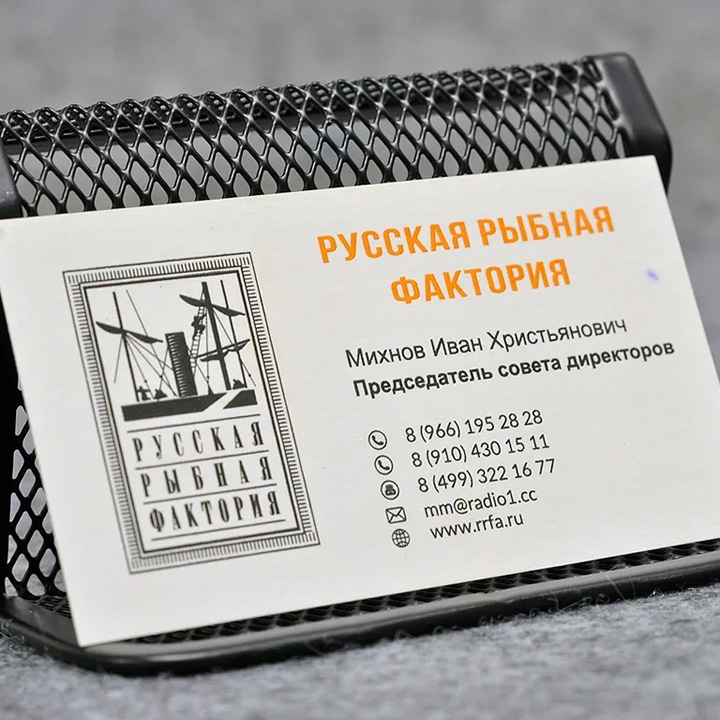 РУССКАЯ РЫБНАЯ
ФАКТОРИЯ
Михнов Иван Христьянович
Председатель совета директоров
8 (966) 195 28 28
8 (910) 430 15 11
8 (499) 322 16 77
mm@radio1.cc
www.rrfa.ru
РУССКАЯ
РЫБНАЯ
ФАКТОРИЯ